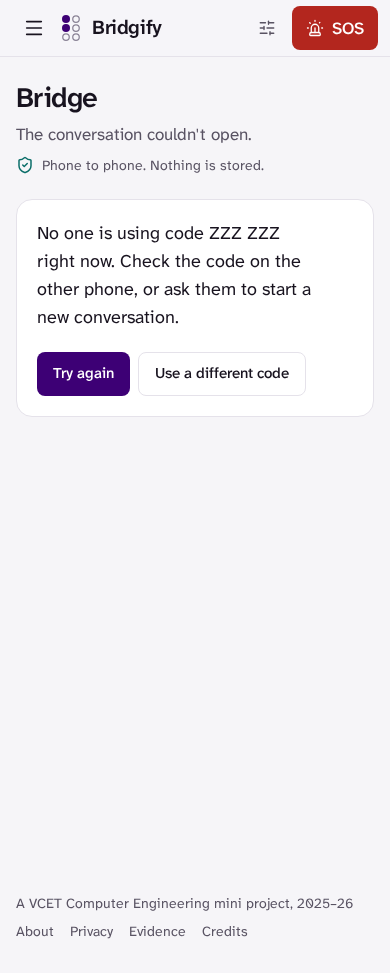 Bridgify
SOS
Bridge
The conversation couldn't open.
Phone to phone. Nothing is stored.
No one is using code ZZZ ZZZ
right now. Check the code on the
other phone, or ask them to start a
new conversation.
Try again
Use a different code
A VCET Computer Engineering mini project, 2025–26
About Privacy Evidence Credits